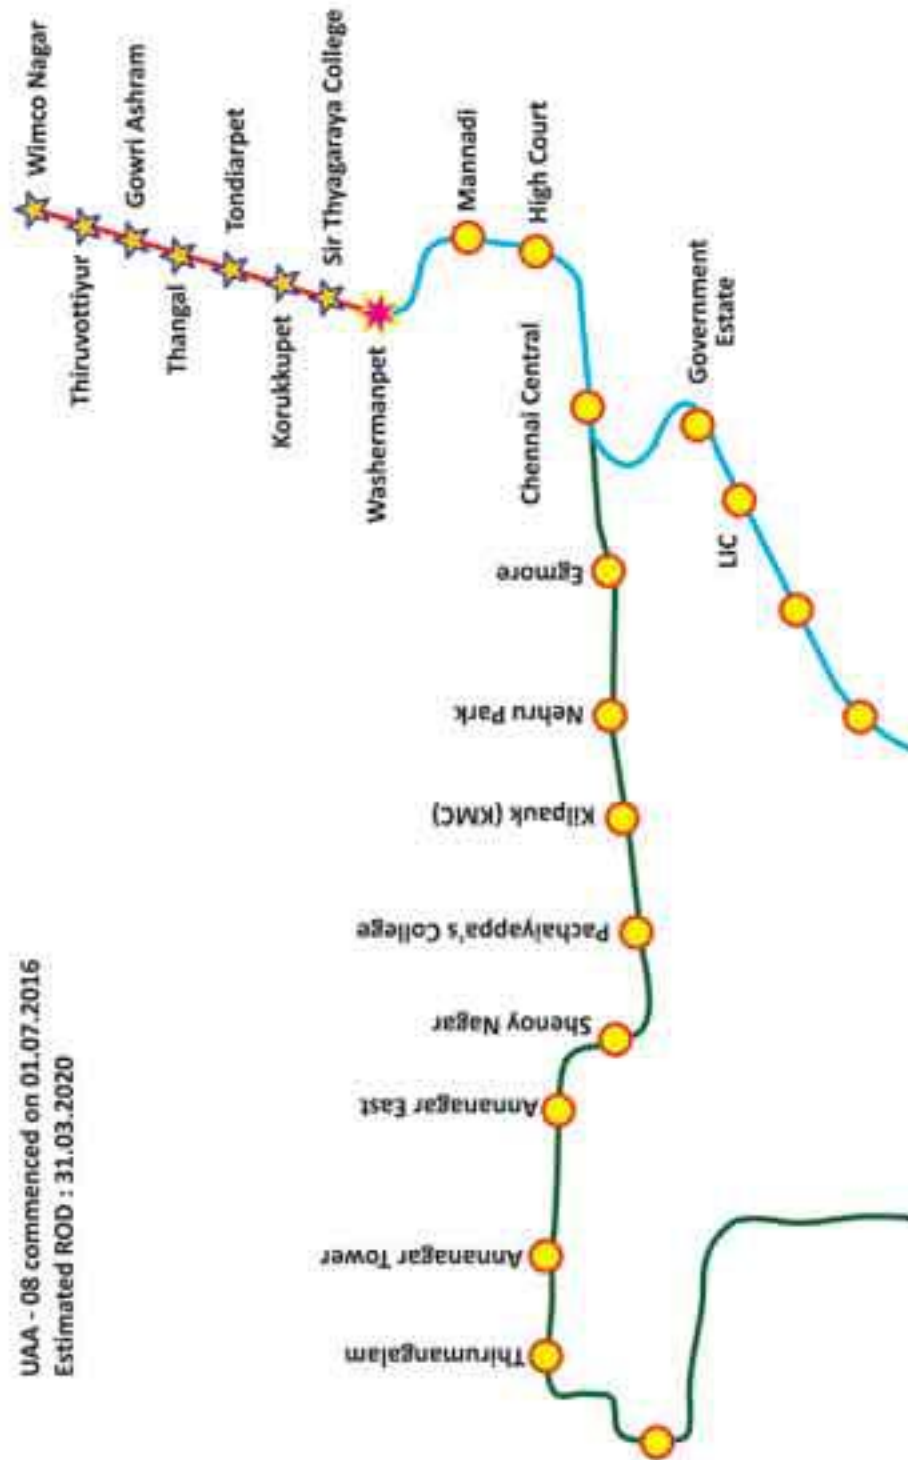 UAA - 08 commenced on 01.07.2016
Estimated ROD : 31.03.2020
Wimco Nagar
Thiruvottiyur
Gowri Ashram
Thangal
Tondiarpet
Korukkupet
Sir Thyagaraya College
Washermanpet
Mannadi
High Court
Chennai Central
Government
Estate
LIC
Egmore
Nehru Park
Kilpauk (KMC)
Pachaiyappa's College
Shenoy Nagar
Annanagar East
Annanagar Tower
Thirumangalam